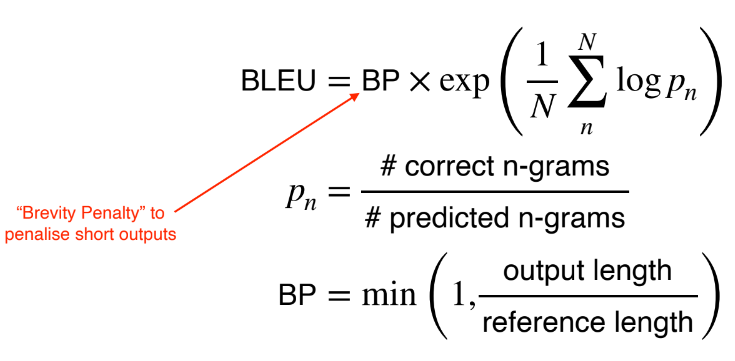 BLEU = BP × exp ( 1/N ∑_n^N log p_n )
p_n = # correct n-grams / # predicted n-grams
“Brevity Penalty” to
penalise short outputs
BP = min ( 1, output length / reference length )